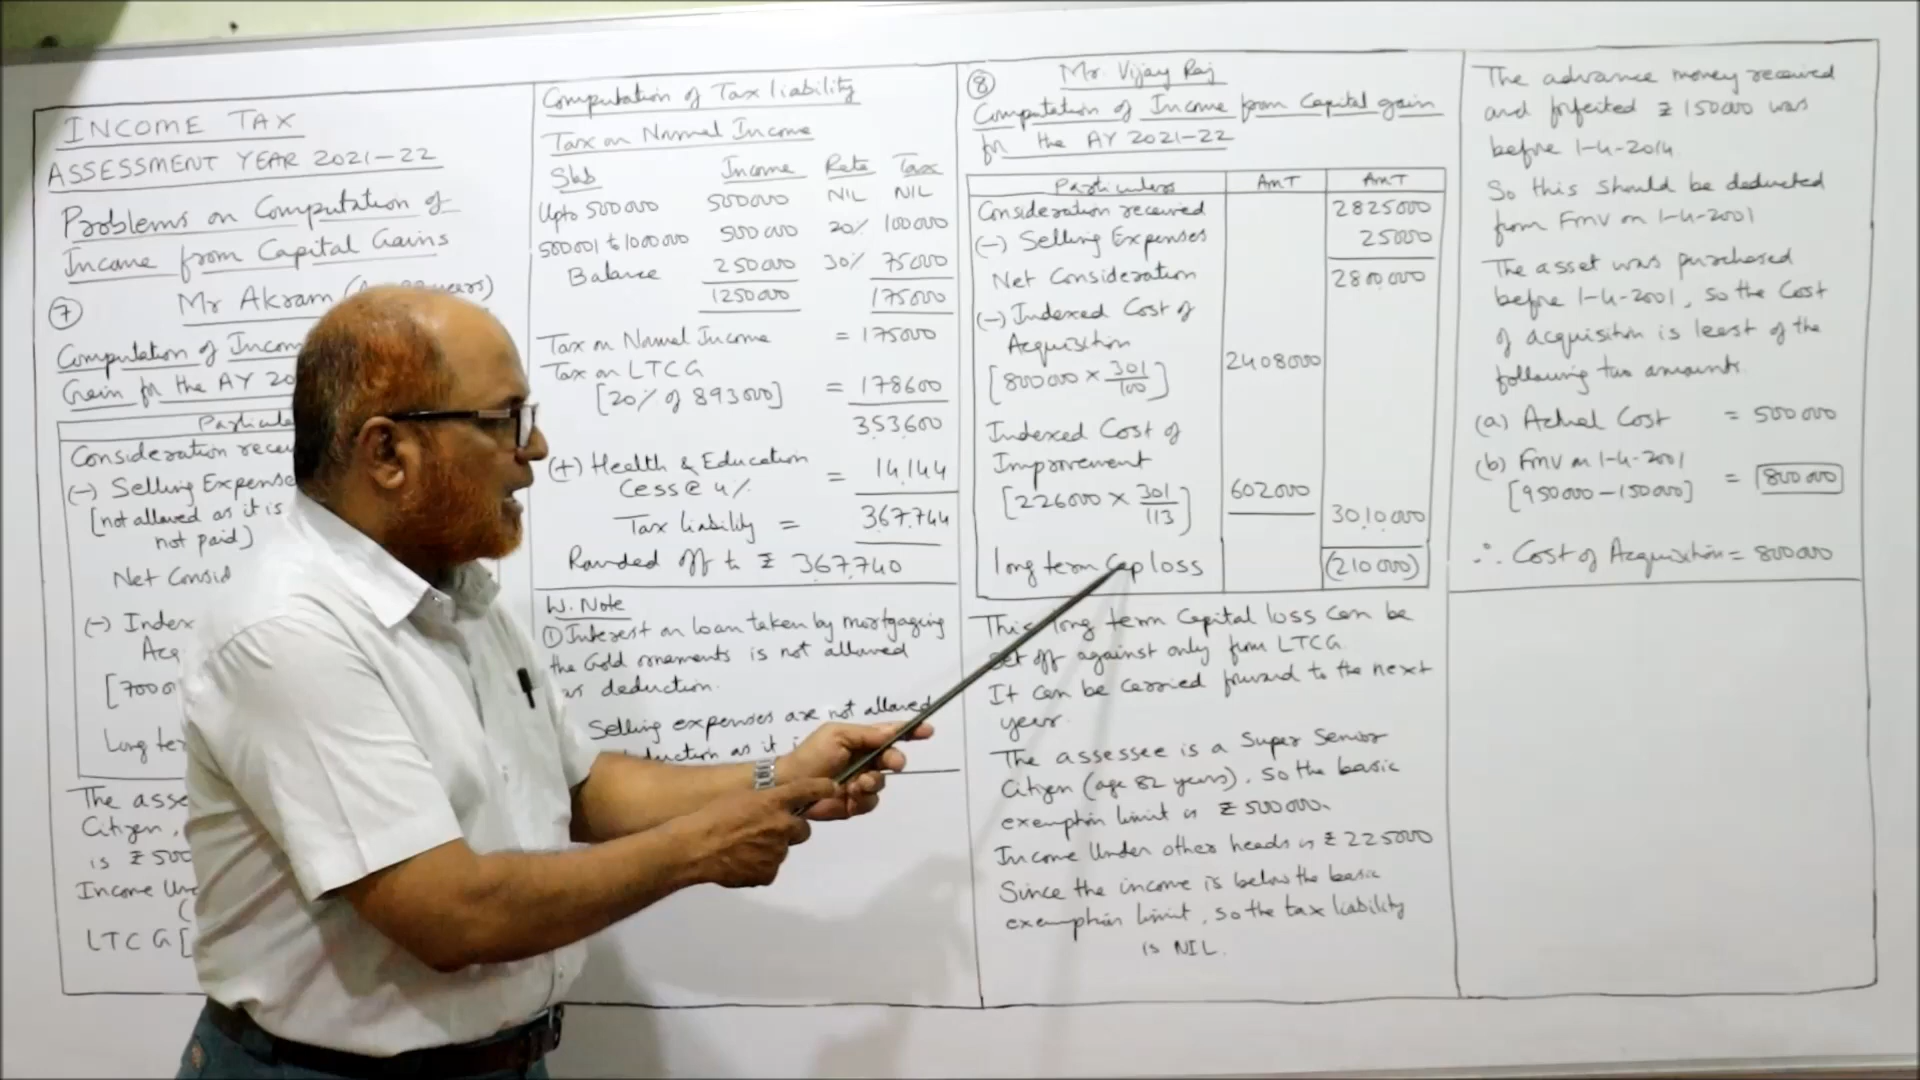 INCOME TAX
ASSESSMENT YEAR 2021-22
Problems on Computation of
Income from Capital Gains
⑦ Mr Akram
Computation of Incom
Gain for the AY 20
Particula
Consideration recei
(-) Selling Expense
[not allowed as it is
not paid)
Net Consid
(-) Index
Acq
[7000
Long ter
The asse
Citizen,
is ₹ 500
Income Un
(
LTCG [
Computation of Tax liability
Tax on Normal Income
Slab Income Rate Tax
Upto 500000 500000 NIL NIL
500001 to 1000000 500000 20% 100000
Balance 250000 30% 75000
1250000 175000
Tax on Normal Income = 175000
Tax on LTCG
[20% of 893000] = 178600
353600
(+) Health & Education
Cess @ 4% = 14,144
Tax liability = 367,744
Rounded off to ₹ 367,740
W. Note
① Interest on loan taken by mortgaging
the Gold ornaments is not allowed
as deduction.
Selling expenses are not allowed
duction as it i
⑧ Mr. Vijay Raj
Computation of Income from Capital gain
for the AY 2021-22
Particulars AMT AMT
Consideration received 2825000
(-) Selling Expenses 25000
Net Consideration 2800000
(-) Indexed Cost of
Acquisition
[800000 × 301/100] 2408000
Indexed Cost of
Improvement
[226000 × 301/113] 602000
3010,000
long term Cap loss (210000)
This long term Capital loss can be
set off against only from LTCG.
It can be carried forward to the next
year.
The assessee is a Super Senior
Citizen (age 82 years), so the basic
exemption limit is ₹ 500000.
Income Under other heads is ₹ 225000
Since the income is below the basic
exemption limit, so the tax liability
is NIL.
The advance money received
and forfeited ₹ 150000 was
before 1-4-2014.
So this should be deducted
from FMV on 1-4-2001
The asset was purchased
before 1-4-2001, so the Cost
of acquisition is least of the
following two amounts.
(a) Actual Cost = 500000
(b) FMV on 1-4-2001
[950000-150000] = 800000
∴ Cost of Acquisition = 800000